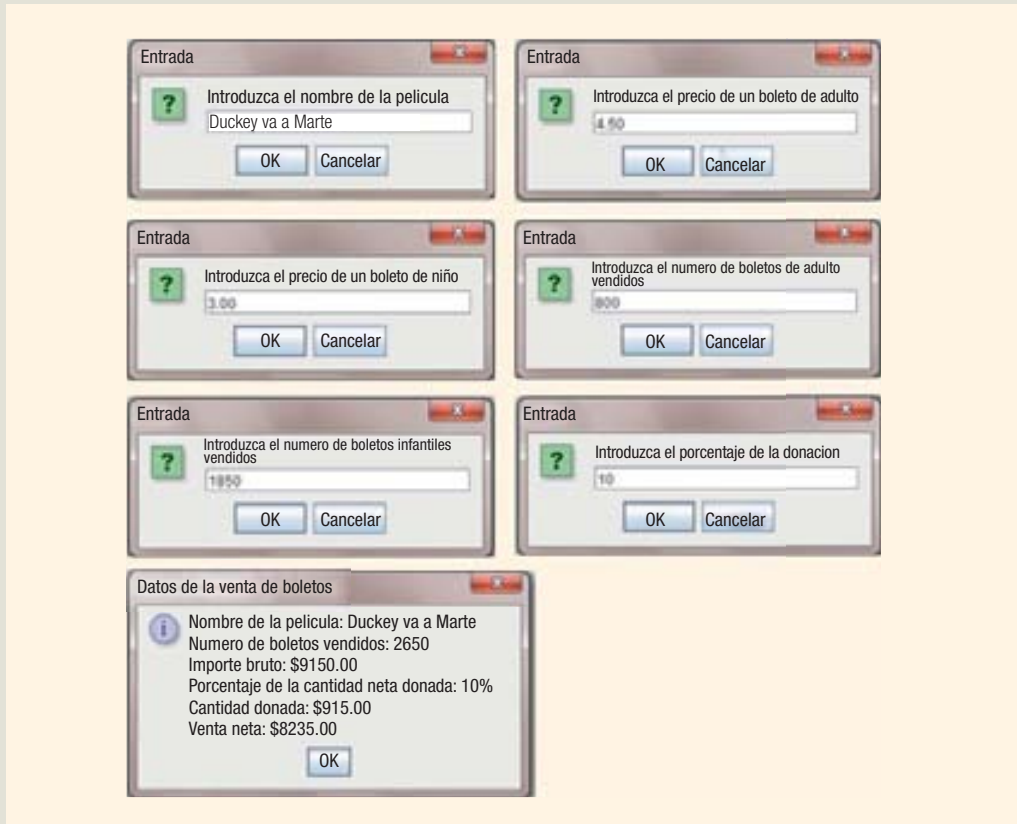 Entrada
Introduzca el nombre de la pelicula
Duckey va a Marte
OK Cancelar
Entrada
Introduzca el precio de un boleto de adulto
4.50
OK Cancelar
Entrada
Introduzca el precio de un boleto de niño
3.00
OK Cancelar
Entrada
Introduzca el numero de boletos de adulto
vendidos
800
OK Cancelar
Entrada
Introduzca el numero de boletos infantiles
vendidos
1850
OK Cancelar
Entrada
Introduzca el porcentaje de la donacion
10
OK Cancelar
Datos de la venta de boletos
Nombre de la pelicula: Duckey va a Marte
Numero de boletos vendidos: 2650
Importe bruto: $9150.00
Porcentaje de la cantidad neta donada: 10%
Cantidad donada: $915.00
Venta neta: $8235.00
OK